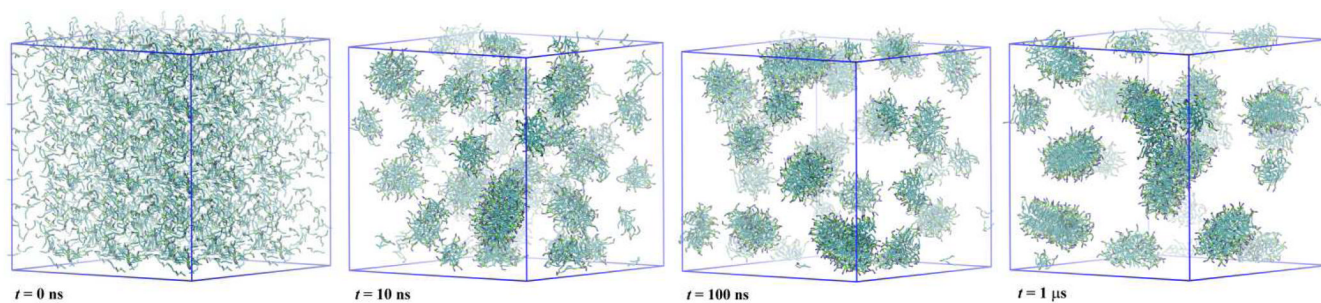 t = 0 ns
t = 10 ns
t = 100 ns
t = 1 μs